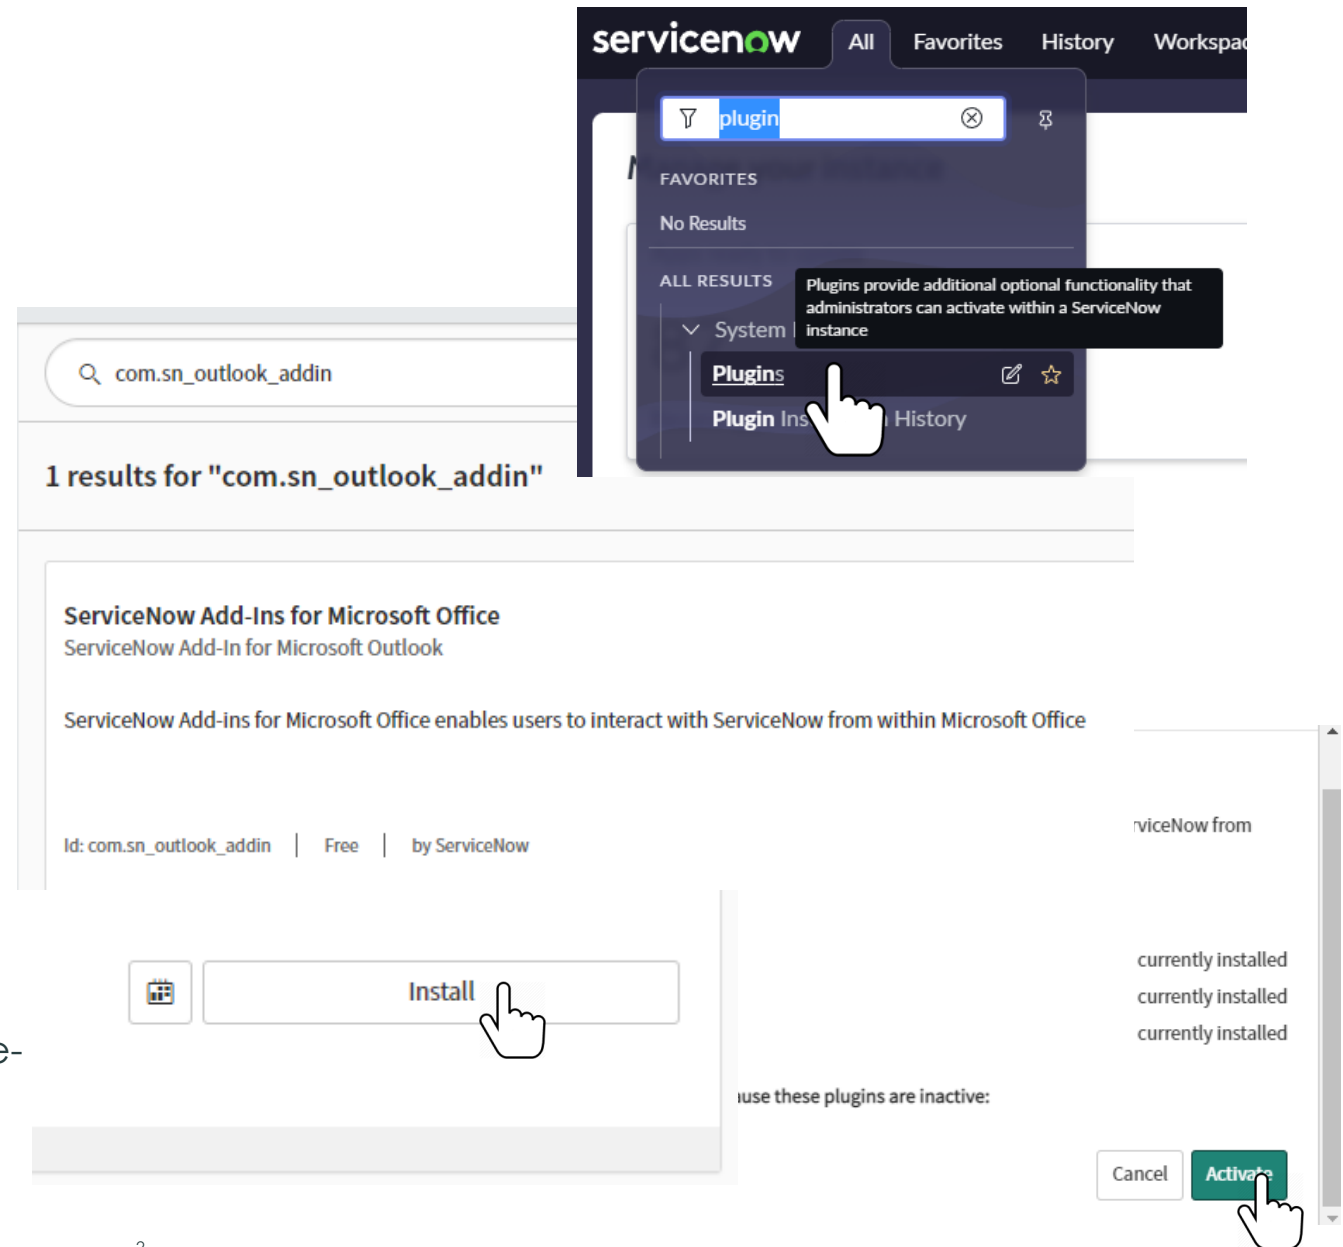 servicenow All Favorites History Workspac
plugin
FAVORITES
No Results
ALL RESULTS
Plugins provide additional optional functionality that
administrators can activate within a ServiceNow
instance
System
Plugins
Plugin Ins History
com.sn_outlook_addin
1 results for "com.sn_outlook_addin"
ServiceNow Add-Ins for Microsoft Office
ServiceNow Add-In for Microsoft Outlook
ServiceNow Add-ins for Microsoft Office enables users to interact with ServiceNow from within Microsoft Office
Id: com.sn_outlook_addin | Free | by ServiceNow
rviceNow from
Install
e-
currently installed
currently installed
currently installed
ause these plugins are inactive:
Cancel Activate